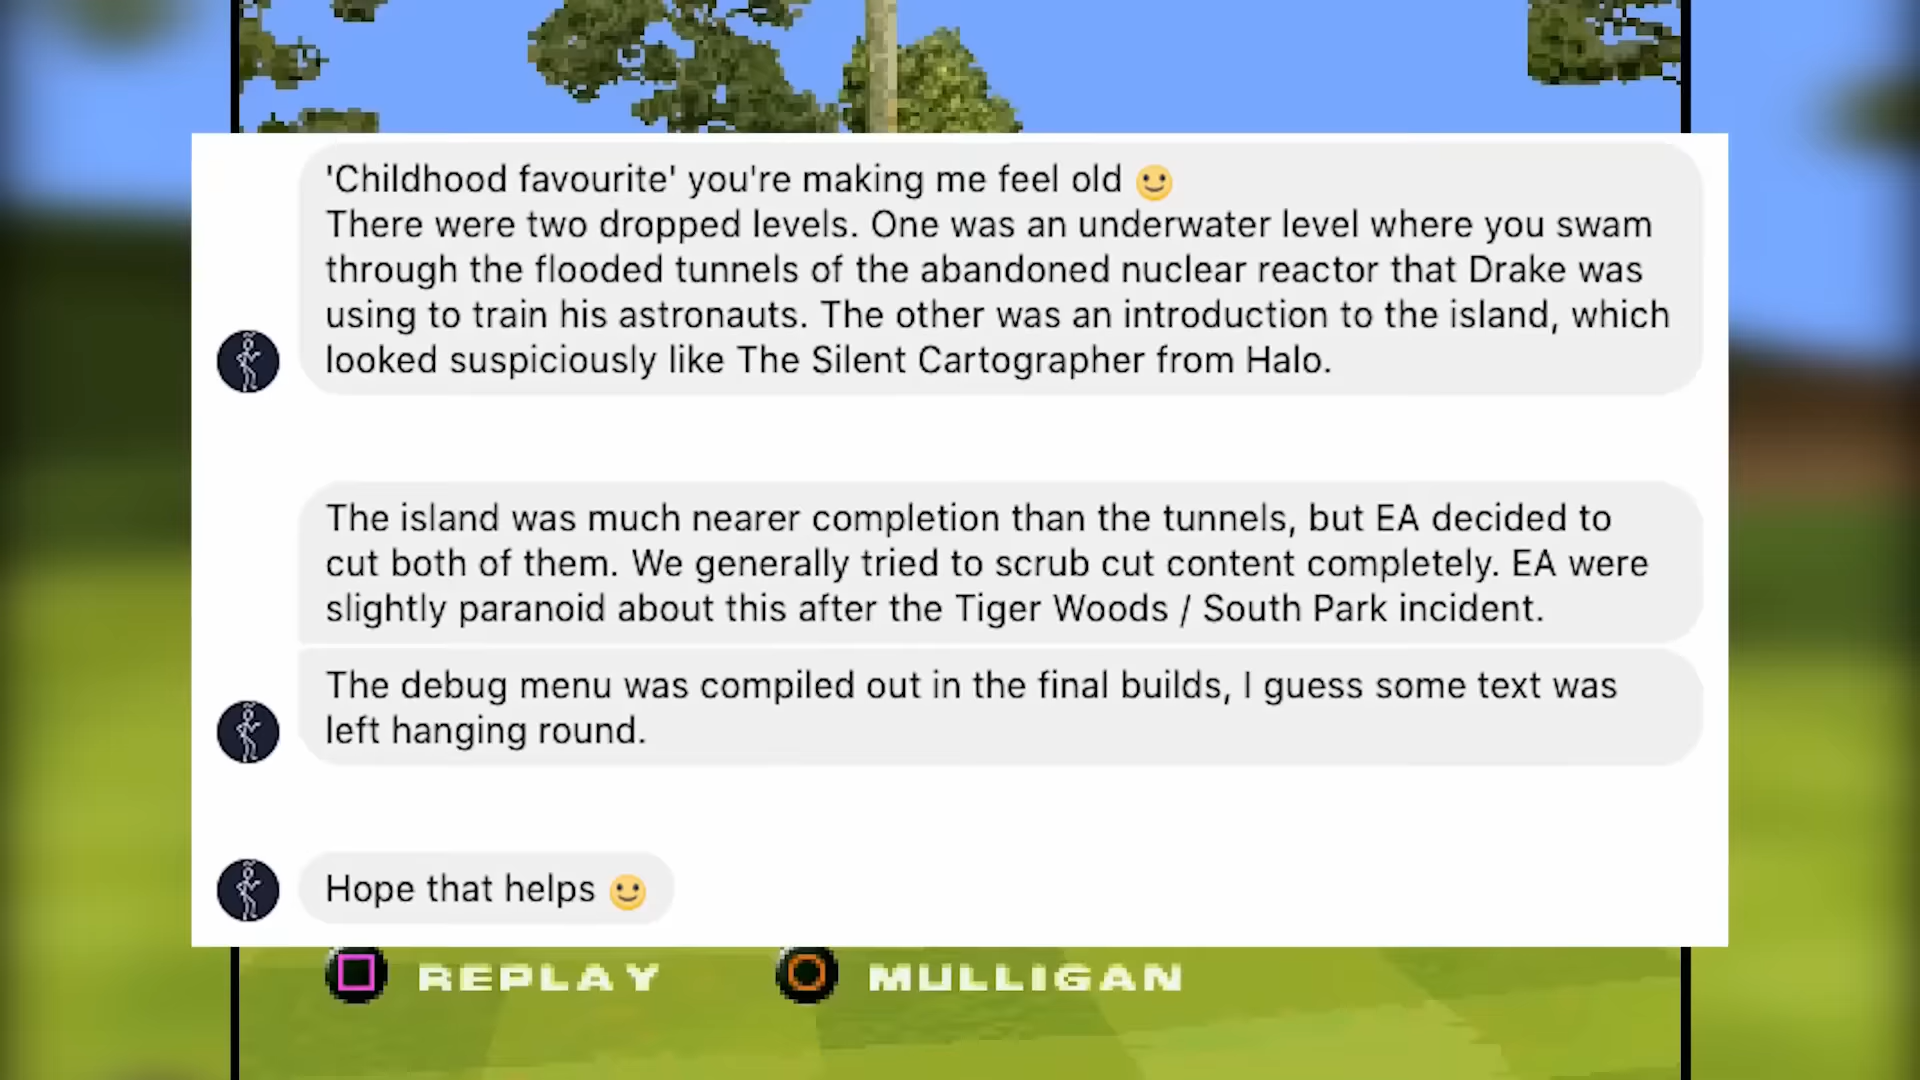 'Childhood favourite' you're making me feel old 🙂
There were two dropped levels. One was an underwater level where you swam
through the flooded tunnels of the abandoned nuclear reactor that Drake was
using to train his astronauts. The other was an introduction to the island, which
looked suspiciously like The Silent Cartographer from Halo.
The island was much nearer completion than the tunnels, but EA decided to
cut both of them. We generally tried to scrub cut content completely. EA were
slightly paranoid about this after the Tiger Woods / South Park incident.
The debug menu was compiled out in the final builds, I guess some text was
left hanging round.
Hope that helps 🙂
REPLAY MULLIGAN